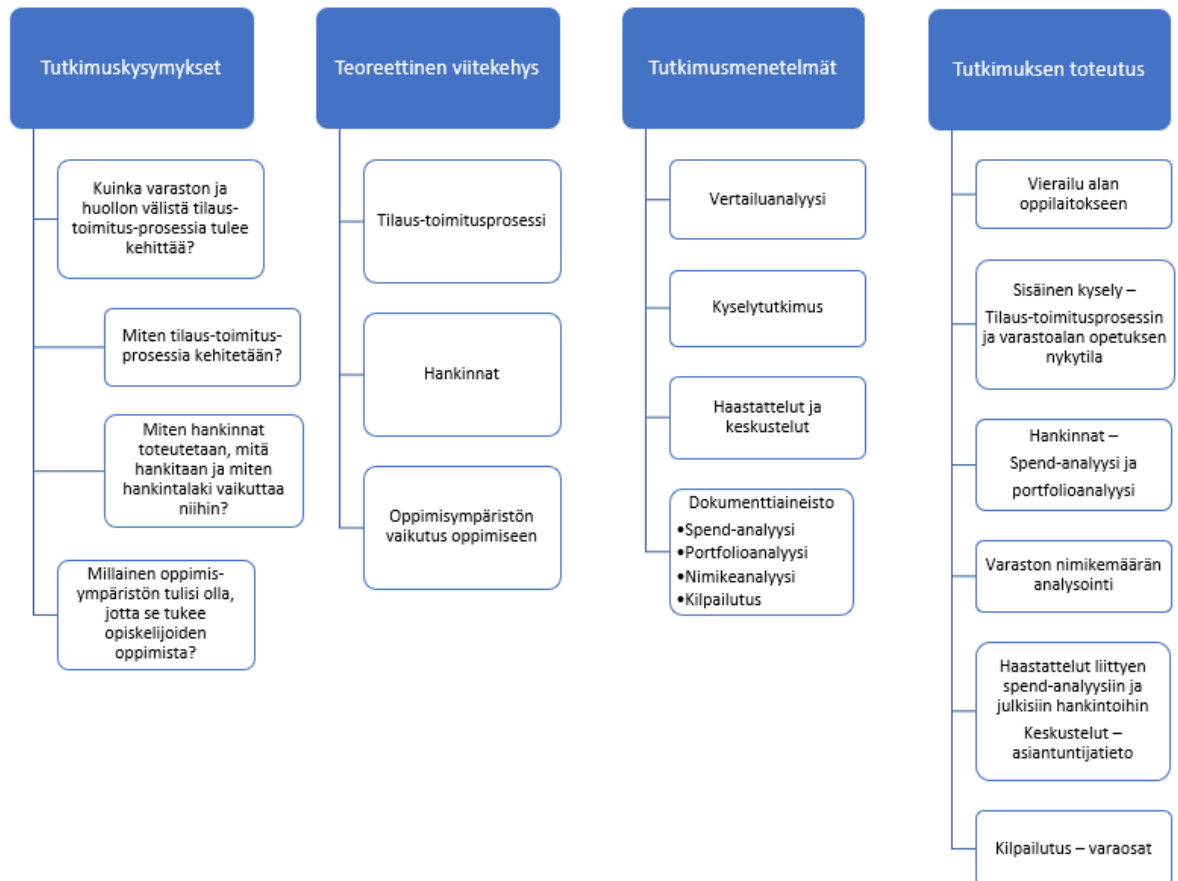 Tutkimuskysymykset
Kuinka varaston ja
huollon välistä tilaus-
toimitus-prosessia tulee
kehittää?
Miten tilaus-toimitus-
prosessia kehitetään?
Miten hankinnat
toteutetaan, mitä
hankitaan ja miten
hankintalaki vaikuttaa
niihin?
Millainen oppimis-
ympäristön tulisi olla,
jotta se tukee
opiskelijoiden
oppimista?
Teoreettinen viitekehys
Tilaus-toimitusprosessi
Hankinnat
Oppimisympäristön
vaikutus oppimiseen
Tutkimusmenetelmät
Vertailuanalyysi
Kyselytutkimus
Haastattelut ja
keskustelut
Dokumenttiaineisto
•Spend-analyysi
•Portfolioanalyysi
•Nimikeanalyysi
•Kilpailutus
Tutkimuksen toteutus
Vierailu alan
oppilaitokseen
Sisäinen kysely –
Tilaus-toimitusprosessin
ja varastoalan opetuksen
nykytila
Hankinnat –
Spend-analyysi ja
portfolioanalyysi
Varaston nimikemäärän
analysointi
Haastattelut liittyen
spend-analyysiin ja
julkisiin hankintoihin
Keskustelut –
asiantuntijatieto
Kilpailutus – varaosat